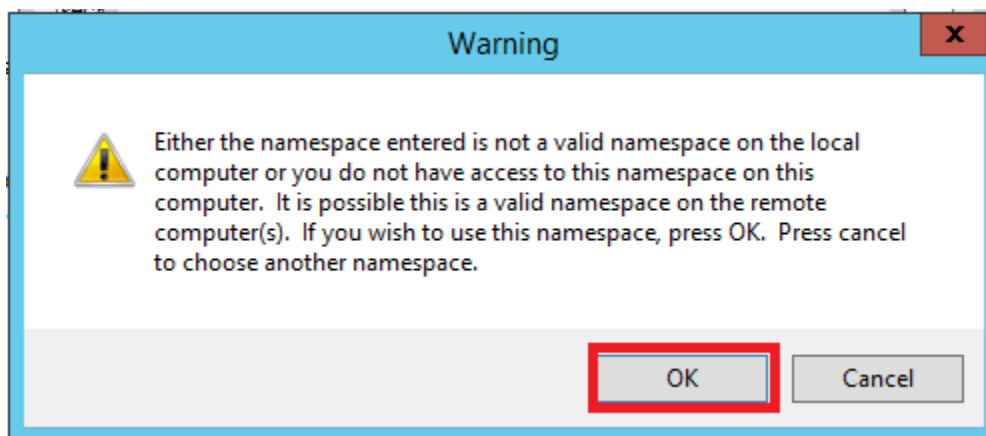 Warning
x
Either the namespace entered is not a valid namespace on the local
computer or you do not have access to this namespace on this
computer.  It is possible this is a valid namespace on the remote
computer(s).  If you wish to use this namespace, press OK.  Press cancel
to choose another namespace.
OK
Cancel